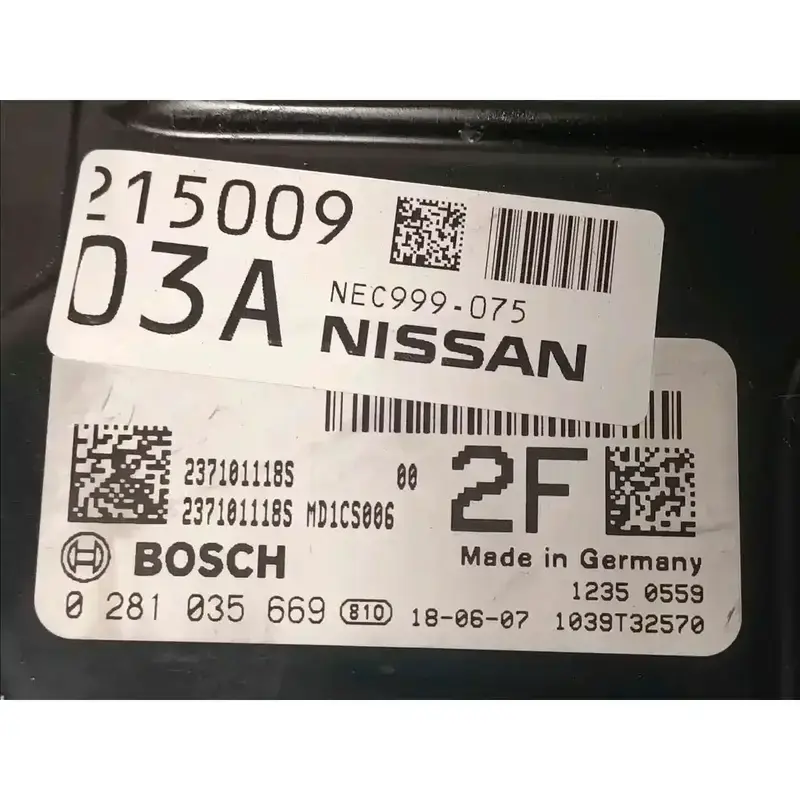 215009
03A
NEC999-075
NISSAN
237101118S 00
237101118S MD1CS006
2F
BOSCH
Made in Germany
1235 0559
0 281 035 669 810 18-06-07 1039T32570